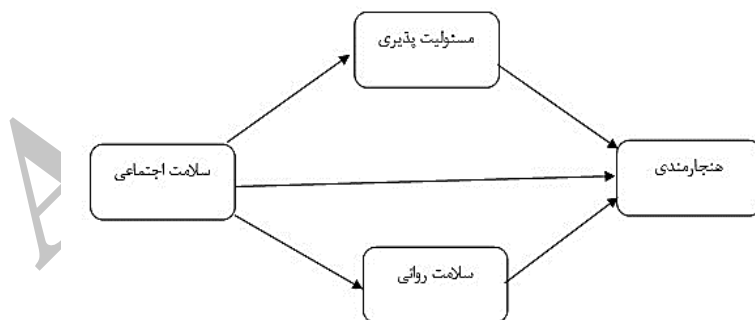 مسئولیت پذیری
سلامت اجتماعی
هنجارمندی
سلامت روانی
A